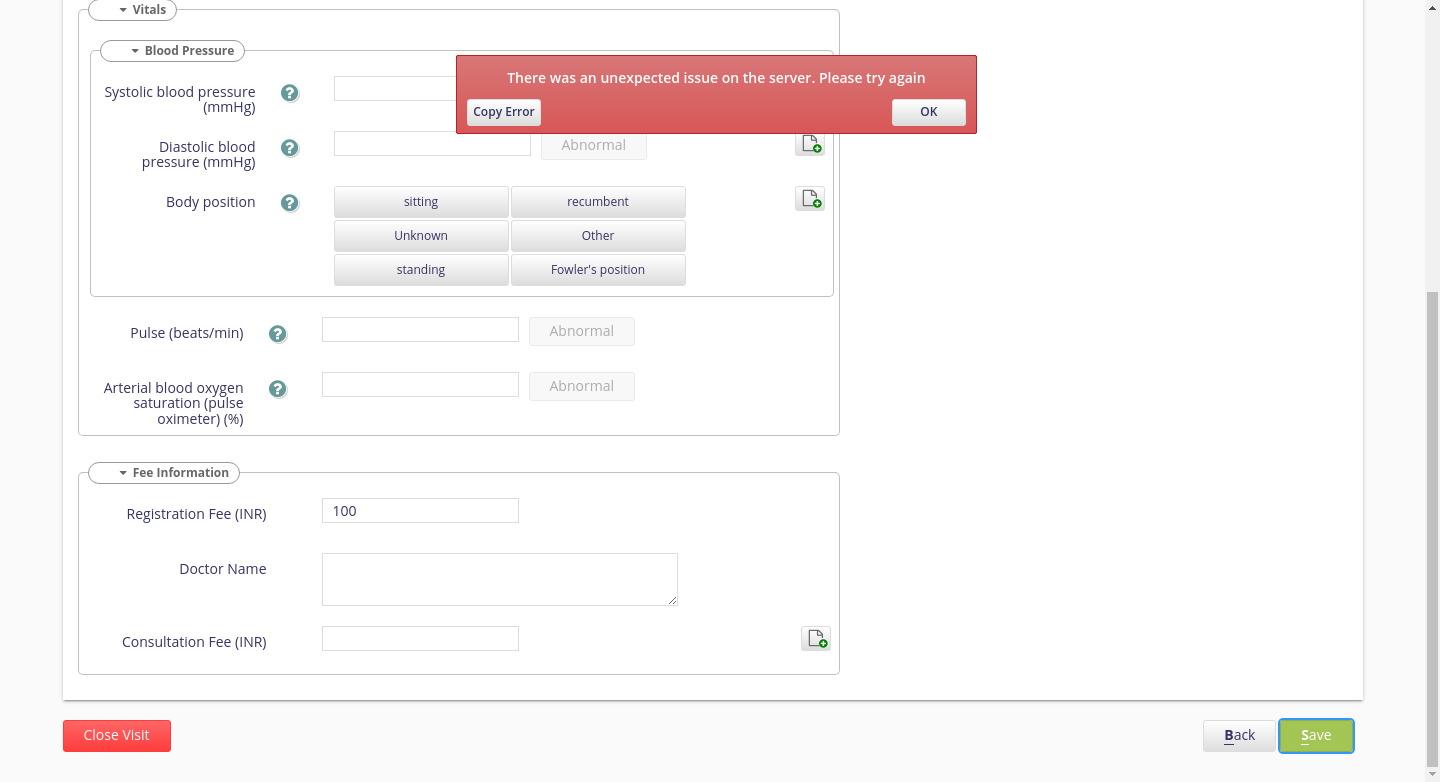 Vitals
Blood Pressure
There was an unexpected issue on the server. Please try again
Copy Error
OK
Systolic blood pressure
(mmHg)
?
Diastolic blood
pressure (mmHg)
?
Abnormal
Body position
?
sitting
recumbent
Unknown
Other
standing
Fowler's position
Pulse (beats/min)
?
Abnormal
Arterial blood oxygen
saturation (pulse
oximeter) (%)
?
Abnormal
Fee Information
Registration Fee (INR)
100
Doctor Name
Consultation Fee (INR)
Close Visit
Back
Save